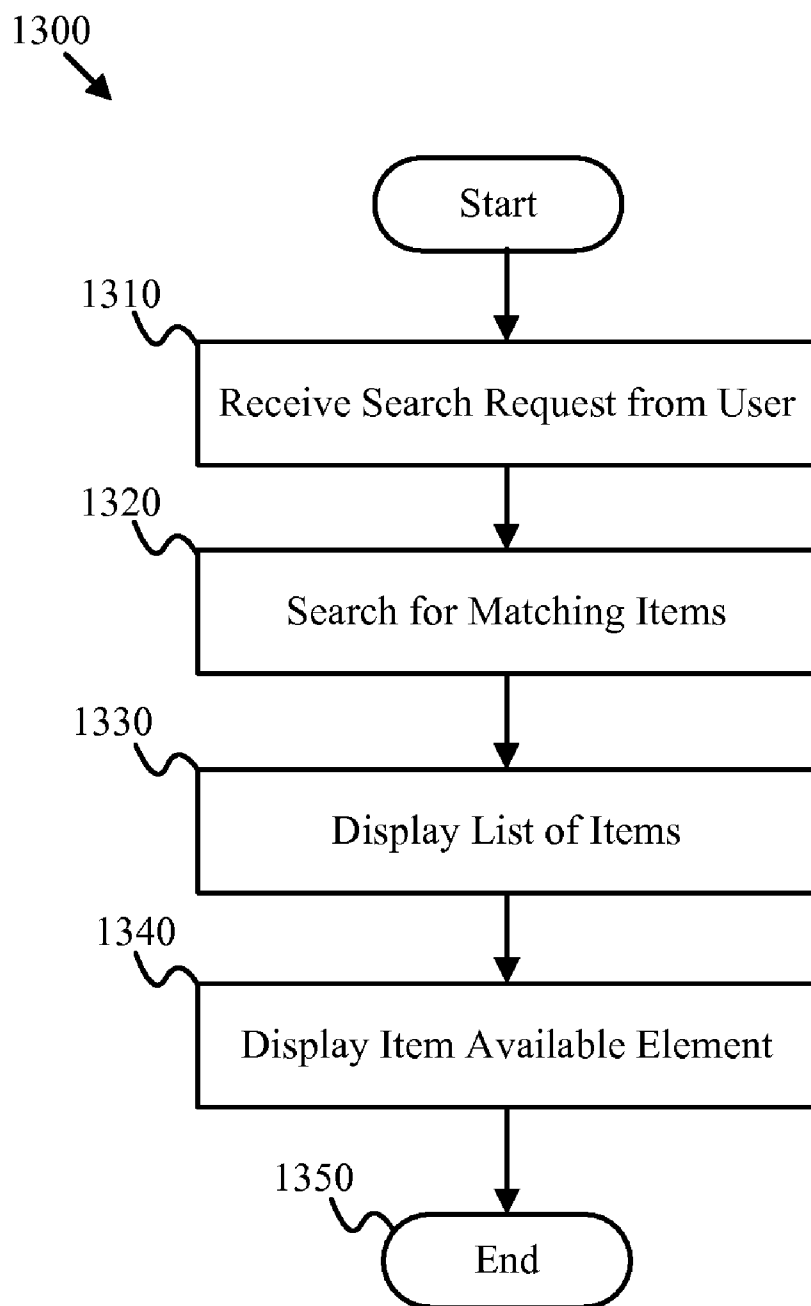 1300
Start
1310
Receive Search Request from User
1320
Search for Matching Items
1330
Display List of Items
1340
Display Item Available Element
1350
End